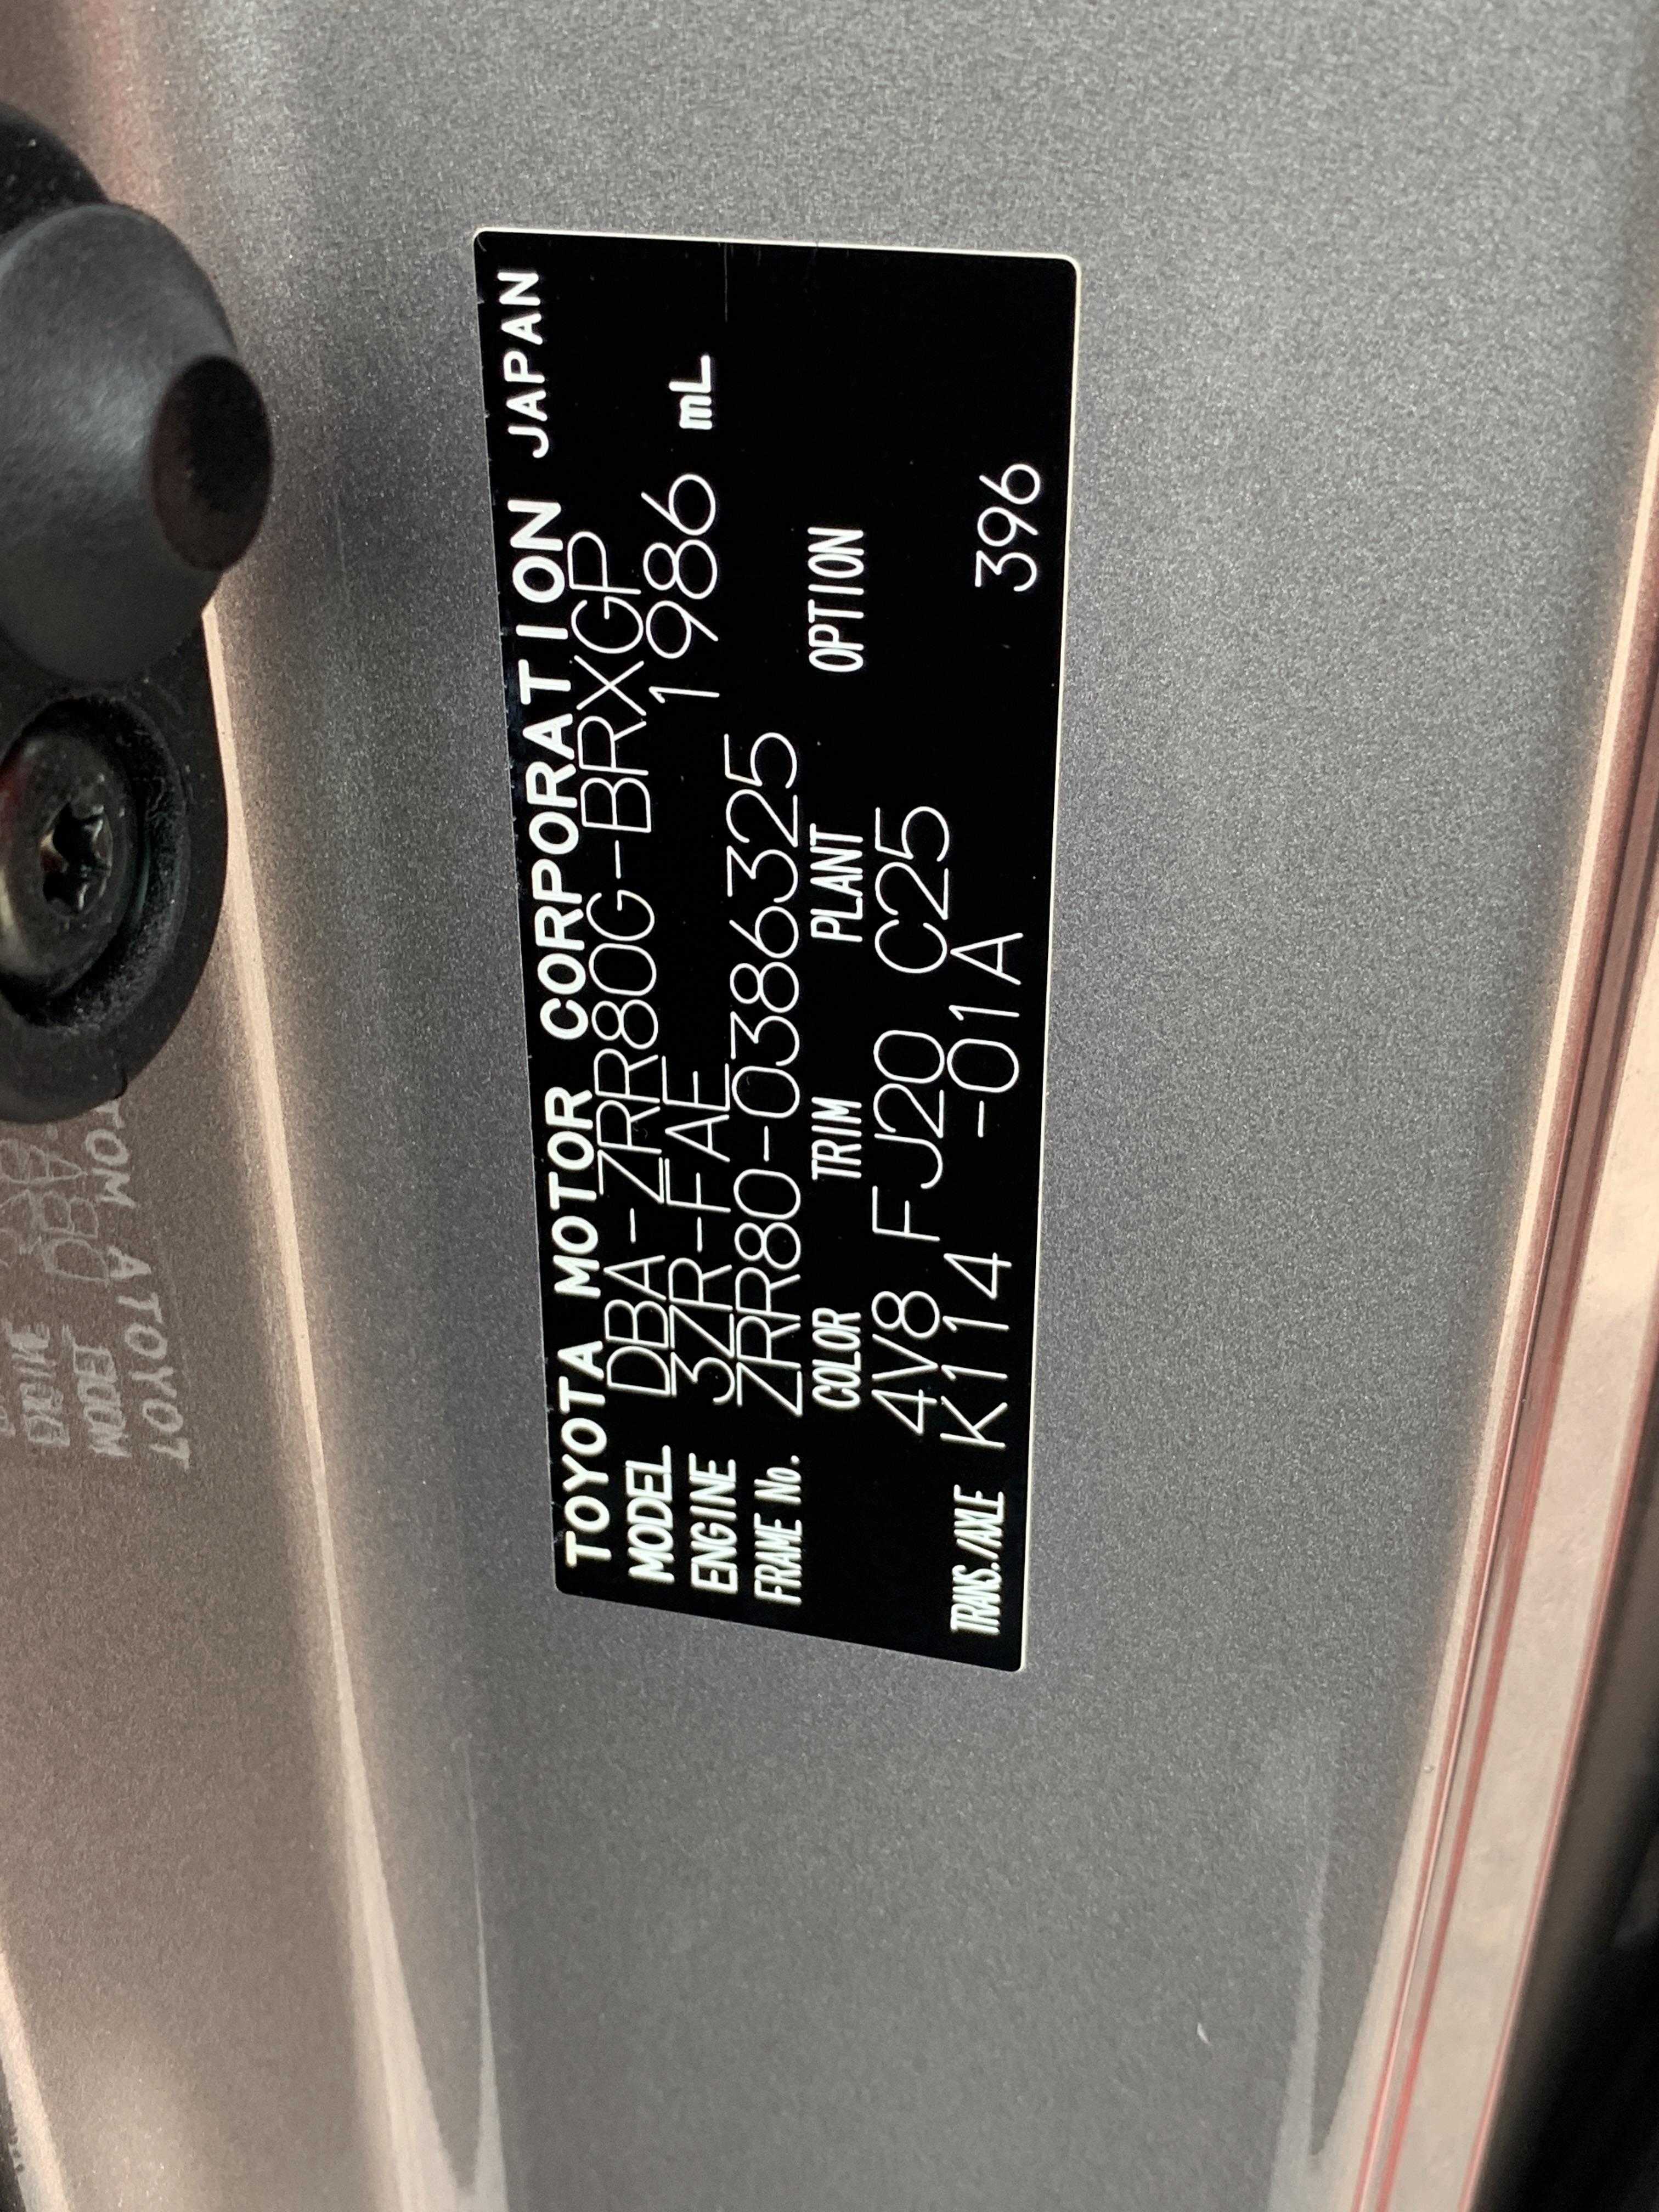 TOYOTA MOTOR CORPORATION JAPAN
MODEL DBA-ZRR80G-BRXGP
ENGINE 3ZR-FAE 1986 mL
FRAME No. ZRR80-0386325
COLOR TRIM PLANT OPTION
4V8 FJ20 C25
TRANS./AXLE K114 -01A 396